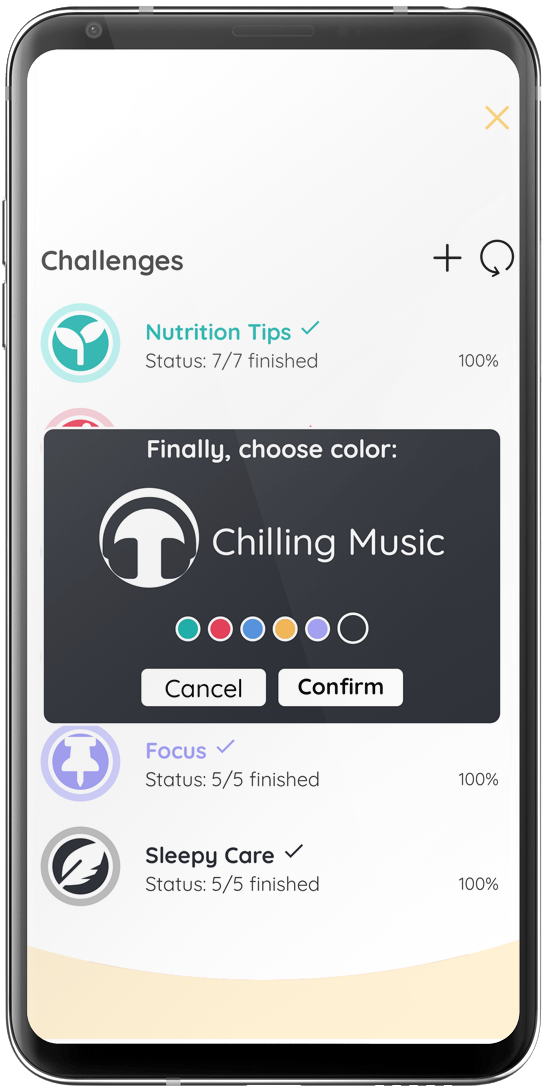 Challenges
Nutrition Tips
Status: 7/7 finished
100%
Finally, choose color:
Chilling Music
Cancel
Confirm
Focus
Status: 5/5 finished
100%
Sleepy Care
Status: 5/5 finished
100%